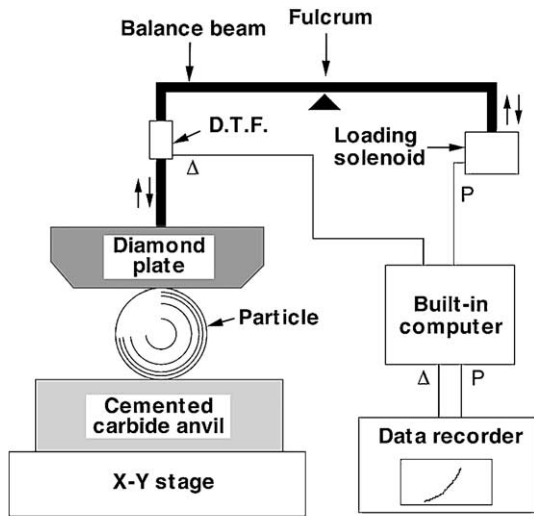 Balance beam
Fulcrum
D.T.F.
Loading
solenoid
Δ
P
Diamond
plate
Particle
Built-in
computer
Δ
P
Cemented
carbide anvil
Data recorder
X-Y stage